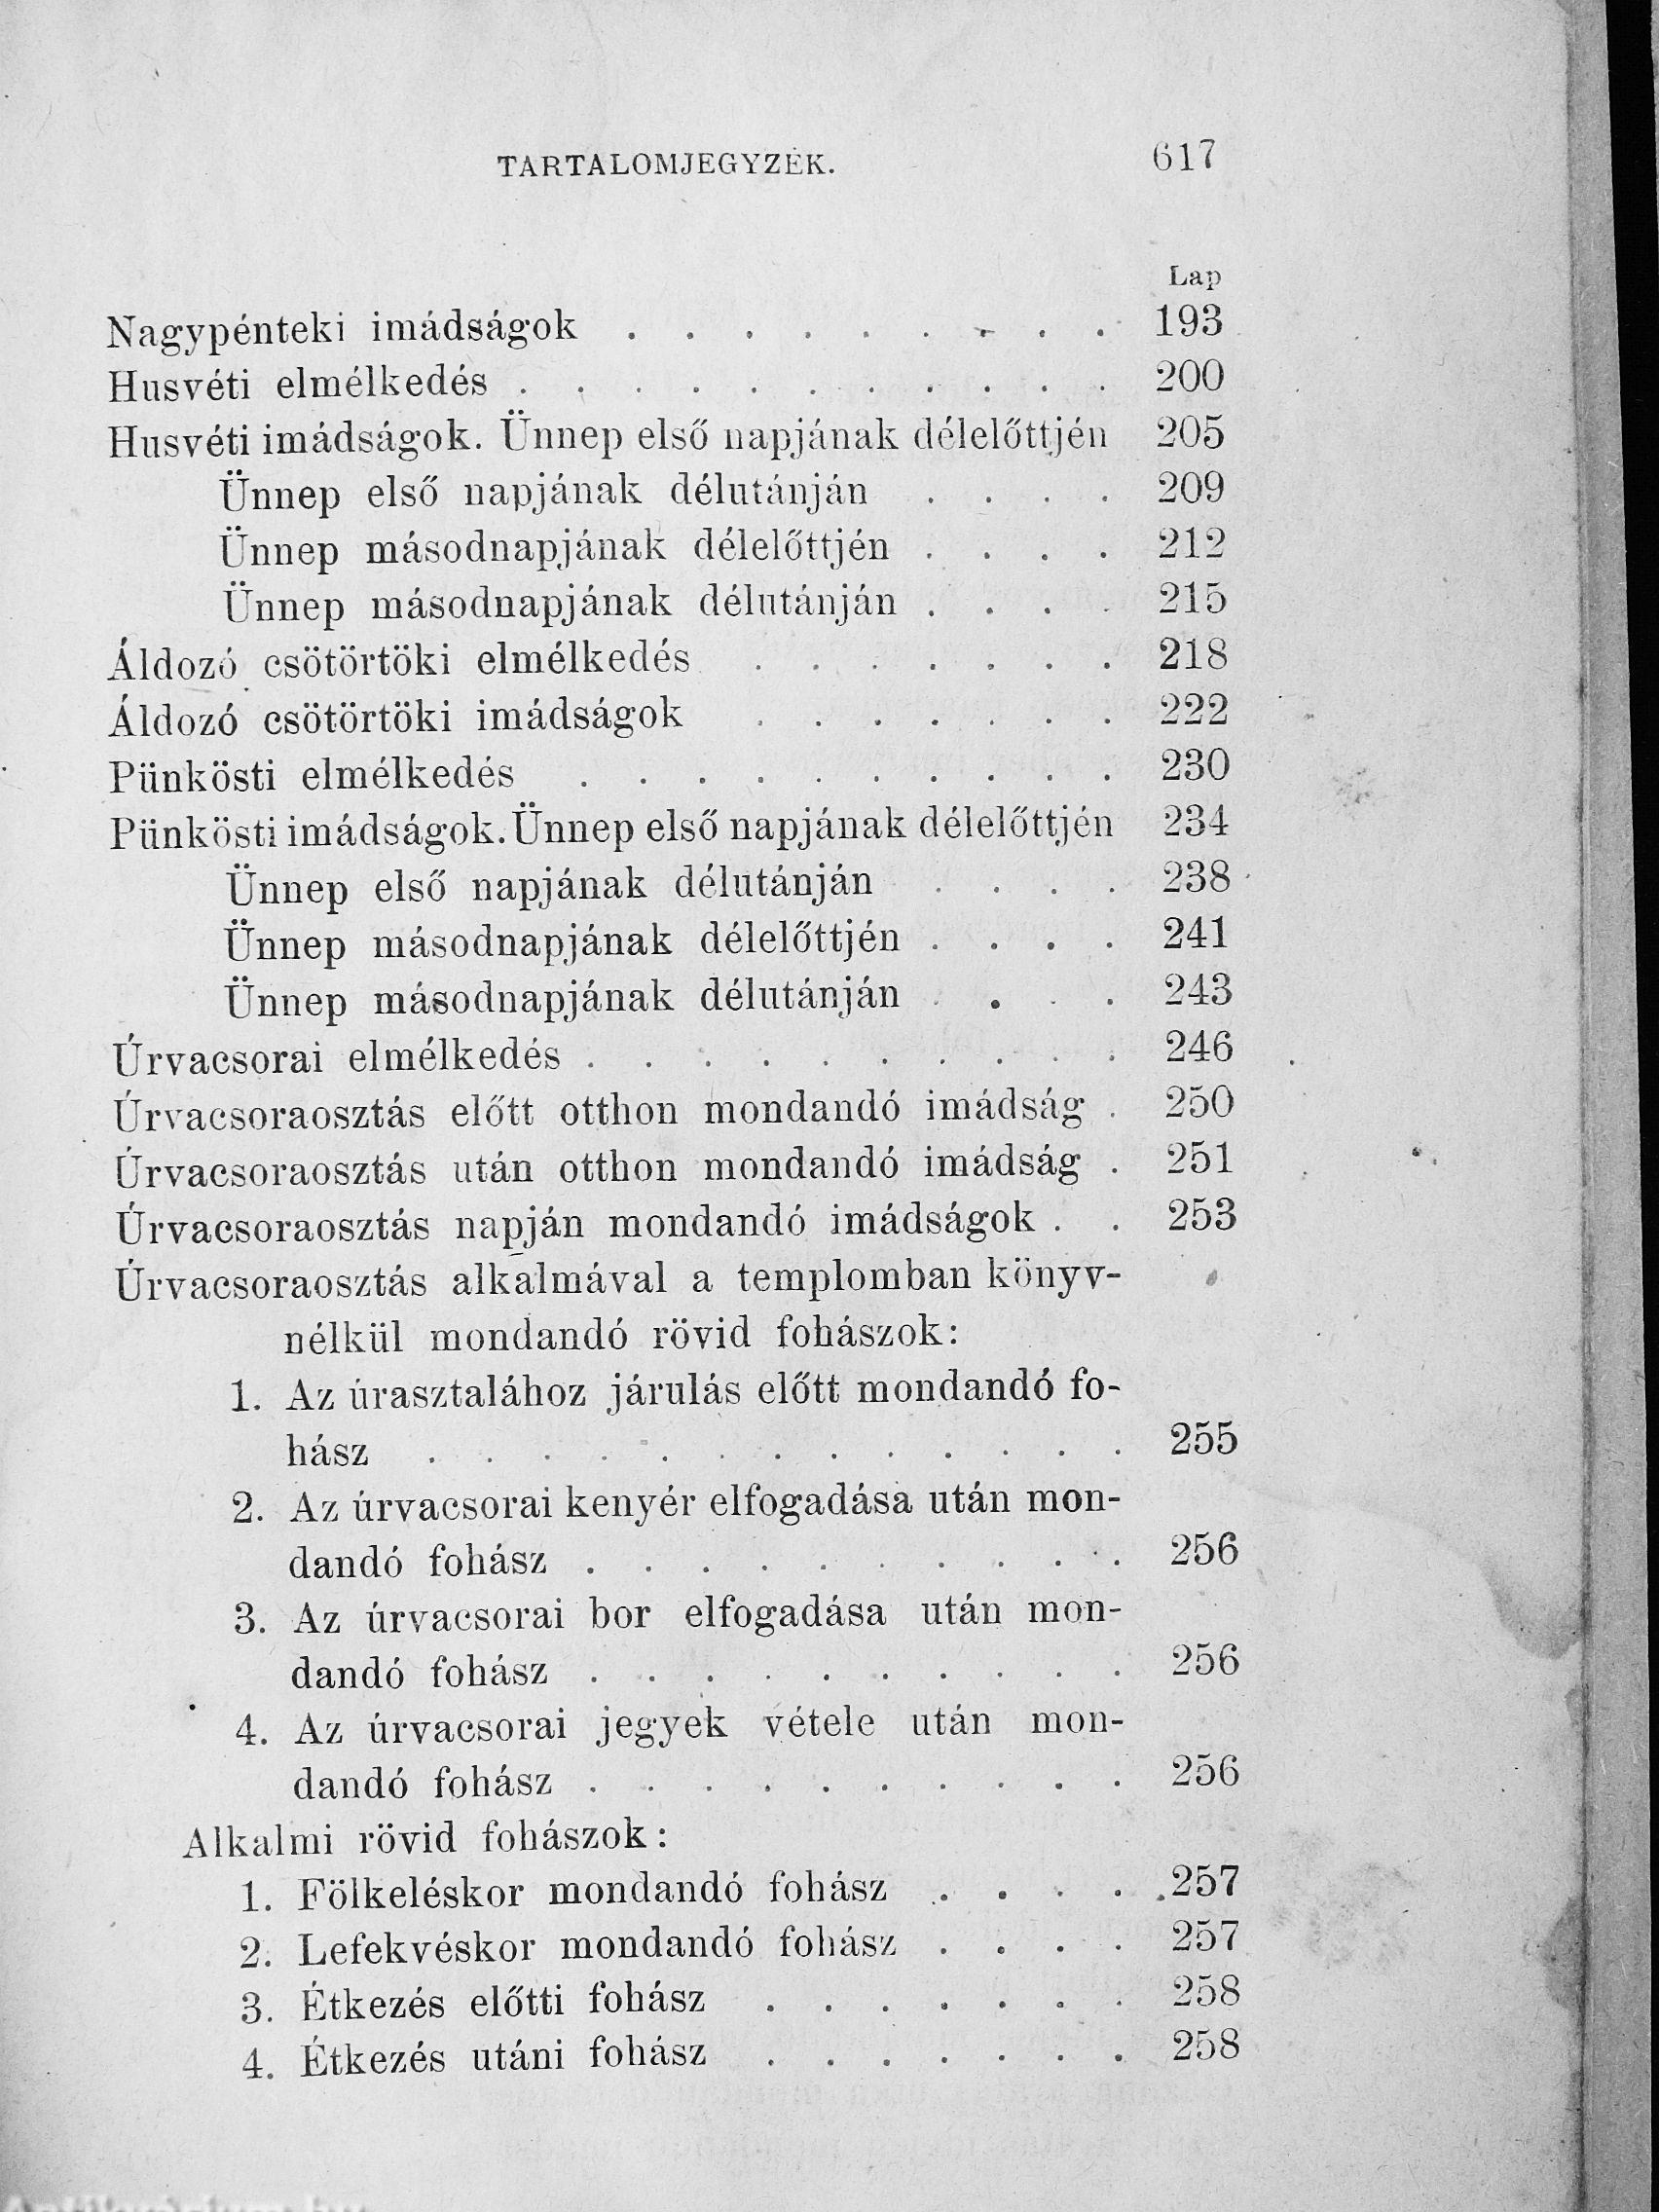 TARTALOMJEGYZÉK. 617
Lap
Nagypénteki imádságok . . . . . . . . . 193
Husvéti elmélkedés . . . . . . . . . . . 200
Husvéti imádságok. Ünnep első napjának délelőttjén 205
Ünnep első napjának délutánján . . . . 209
Ünnep másodnapjának délelőttjén . . . . 212
Ünnep másodnapjának délutánján . . . . 215
Áldozó csötörtöki elmélkedés . . . . . . . 218
Áldozó csötörtöki imádságok . . . . . . . 222
Pünkösti elmélkedés . . . . . . . . . . 230
Pünkösti imádságok. Ünnep első napjának délelőttjén 234
Ünnep első napjának délutánján . . . . 238
Ünnep másodnapjának délelőttjén . . . . 241
Ünnep másodnapjának délutánján . . . . 243
Úrvacsorai elmélkedés . . . . . . . . . . 246
Úrvacsoraosztás előtt otthon mondandó imádság . 250
Úrvacsoraosztás után otthon mondandó imádság . 251
Úrvacsoraosztás napján mondandó imádságok . . 253
Úrvacsoraosztás alkalmával a templomban könyv-
nélkül mondandó rövid fohászok:
1. Az úrasztalához járulás előtt mondandó fo-
hász . . . . . . . . . . . . . 255
2. Az úrvacsorai kenyér elfogadása után mon-
dandó fohász . . . . . . . . . . 256
3. Az úrvacsorai bor elfogadása után mon-
dandó fohász . . . . . . . . . . 256
4. Az úrvacsorai jegyek vétele után mon-
dandó fohász . . . . . . . . . . 256
Alkalmi rövid fohászok:
1. Fölkeléskor mondandó fohász . . . . . 257
2. Lefekvéskor mondandó fohász . . . . 257
3. Étkezés előtti fohász . . . . . . . 258
4. Étkezés utáni fohász . . . . . . . 258